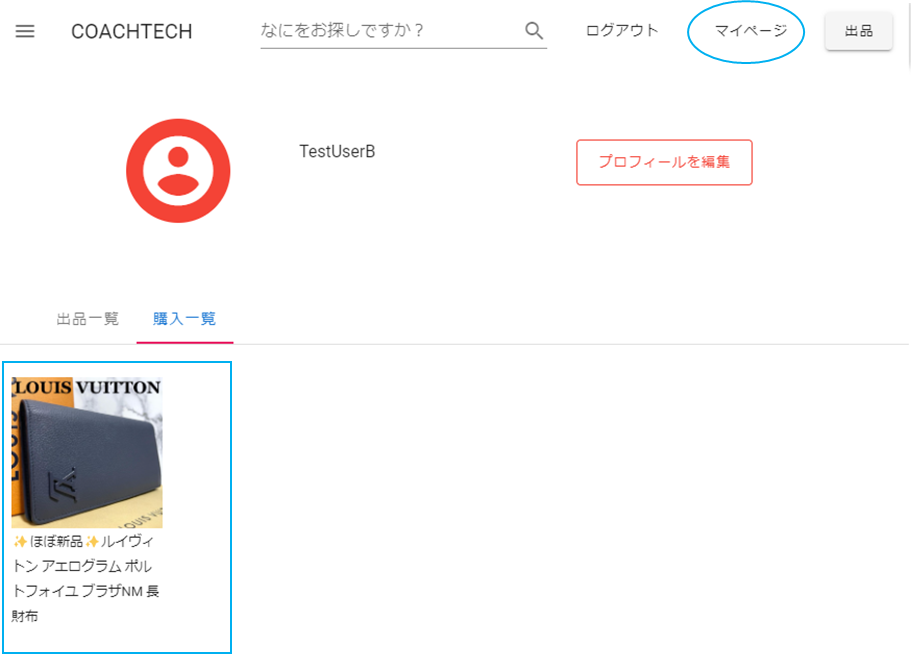 COACHTECH
なにをお探しですか？
ログアウト
マイページ
出品
TestUserB
プロフィールを編集
出品一覧
購入一覧
LOUIS VUITTON
LOUIS
LOUIS VUITTON
✨ほぼ新品✨ルイヴィ
トン アエログラム ポル
トフォイユ ブラザNM 長
財布